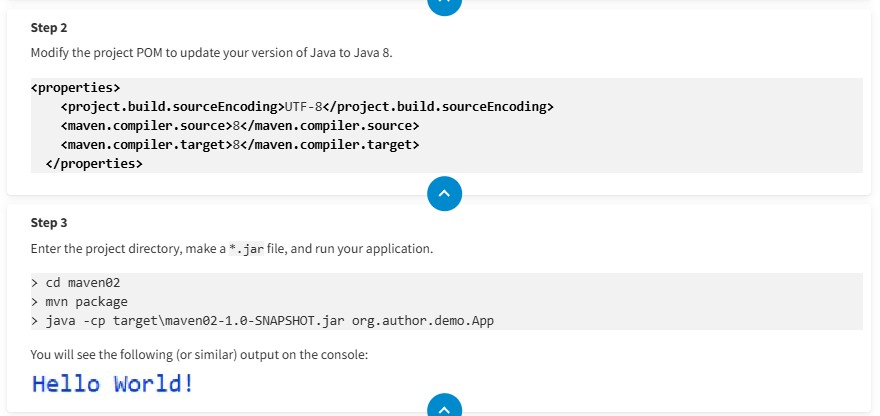 Step 2
Modify the project POM to update your version of Java to Java 8.
<properties>
    <project.build.sourceEncoding>UTF-8</project.build.sourceEncoding>
    <maven.compiler.source>8</maven.compiler.source>
    <maven.compiler.target>8</maven.compiler.target>
  </properties>
Step 3
Enter the project directory, make a *.jar file, and run your application.
> cd maven02
> mvn package
> java -cp target\maven02-1.0-SNAPSHOT.jar org.author.demo.App
You will see the following (or similar) output on the console:
Hello World!